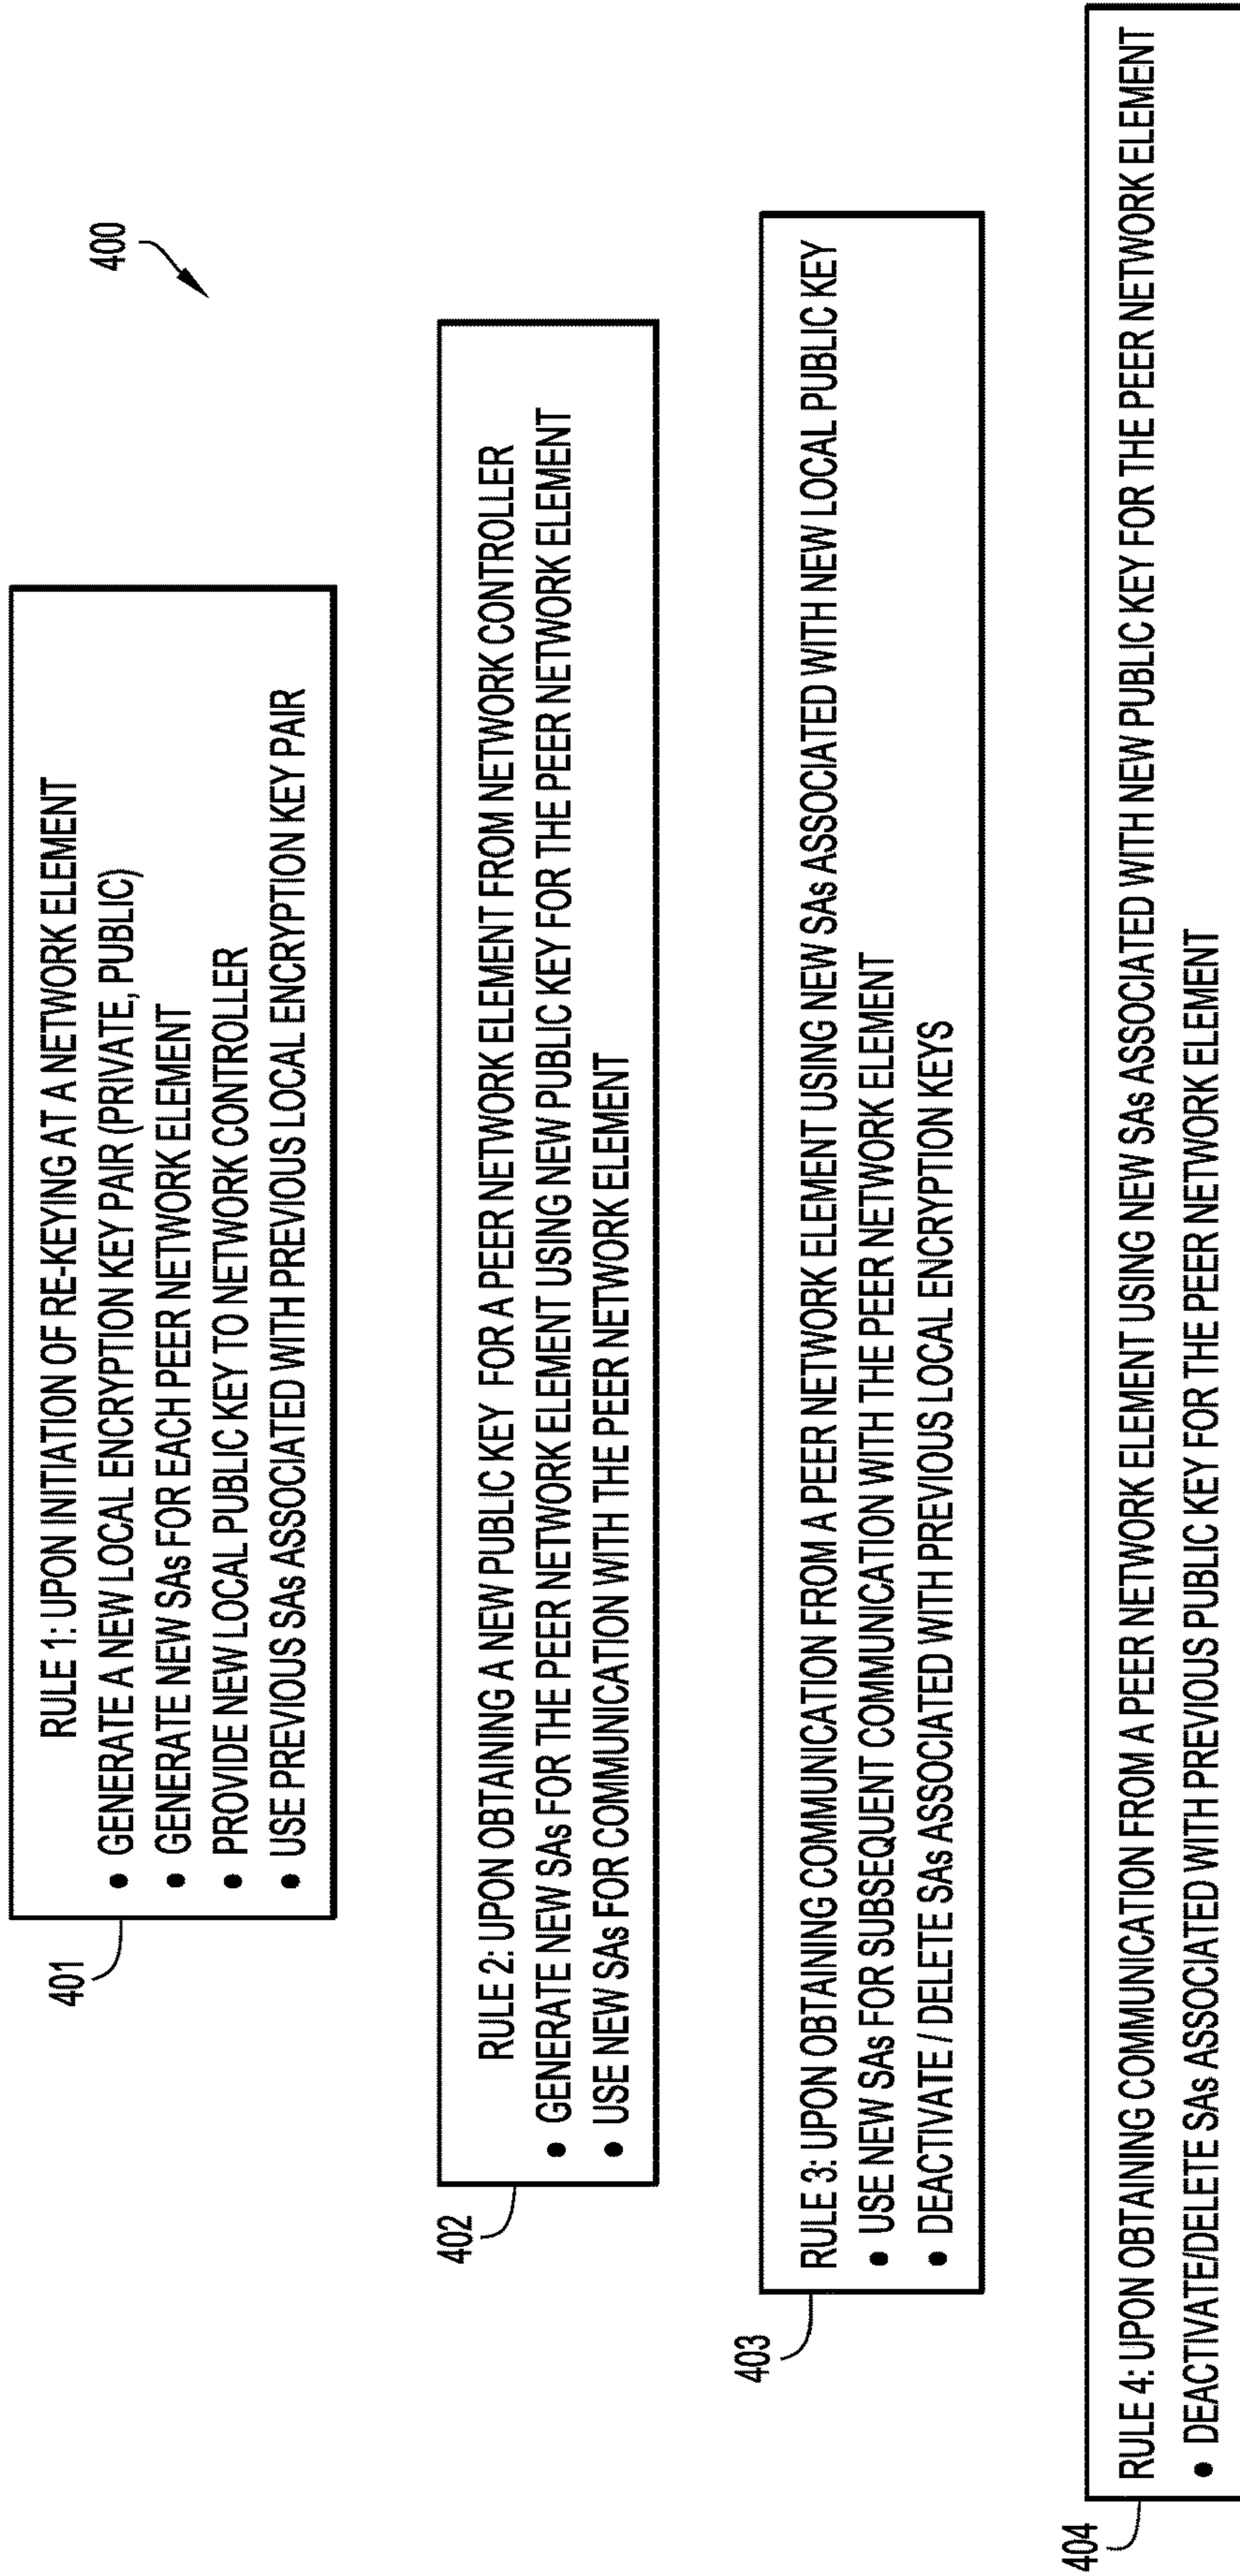 400
401
RULE 1: UPON INITIATION OF RE-KEYING AT A NETWORK ELEMENT
• GENERATE A NEW LOCAL ENCRYPTION KEY PAIR (PRIVATE, PUBLIC)
• GENERATE NEW SAs FOR EACH PEER NETWORK ELEMENT
• PROVIDE NEW LOCAL PUBLIC KEY TO NETWORK CONTROLLER
• USE PREVIOUS SAs ASSOCIATED WITH PREVIOUS LOCAL ENCRYPTION KEY PAIR
402
RULE 2: UPON OBTAINING A NEW PUBLIC KEY FOR A PEER NETWORK ELEMENT FROM NETWORK CONTROLLER
• GENERATE NEW SAs FOR THE PEER NETWORK ELEMENT USING NEW PUBLIC KEY FOR THE PEER NETWORK ELEMENT
• USE NEW SAs FOR COMMUNICATION WITH THE PEER NETWORK ELEMENT
403
RULE 3: UPON OBTAINING COMMUNICATION FROM A PEER NETWORK ELEMENT USING NEW SAs ASSOCIATED WITH NEW LOCAL PUBLIC KEY
• USE NEW SAs FOR SUBSEQUENT COMMUNICATION WITH THE PEER NETWORK ELEMENT
• DEACTIVATE / DELETE SAs ASSOCIATED WITH PREVIOUS LOCAL ENCRYPTION KEYS
404
RULE 4: UPON OBTAINING COMMUNICATION FROM A PEER NETWORK ELEMENT USING NEW SAs ASSOCIATED WITH NEW PUBLIC KEY FOR THE PEER NETWORK ELEMENT
• DEACTIVATE/DELETE SAs ASSOCIATED WITH PREVIOUS PUBLIC KEY FOR THE PEER NETWORK ELEMENT